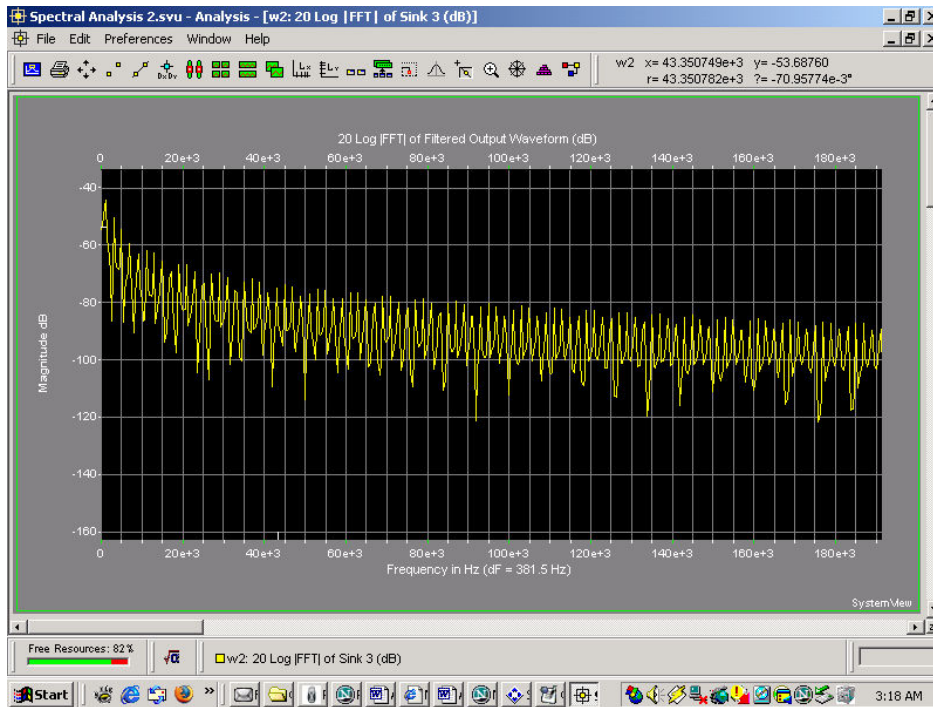 Spectral Analysis 2.svu - Analysis - [w2: 20 Log |FFT| of Sink 3 (dB)]
File Edit Preferences Window Help
w2 x= 43.350749e+3 y= -53.68760
r= 43.350782e+3 ?= -70.95774e-3°
20 Log |FFT| of Filtered Output Waveform (dB)
0 20e+3 40e+3 60e+3 80e+3 100e+3 120e+3 140e+3 160e+3 180e+3
-40
-60
-80
-100
-120
-140
-160
Magnitude dB
0 20e+3 40e+3 60e+3 80e+3 100e+3 120e+3 140e+3 160e+3 180e+3
Frequency in Hz (dF = 381.5 Hz)
SystemView
Free Resources: 82%
w2: 20 Log |FFT| of Sink 3 (dB)
Start
3:18 AM